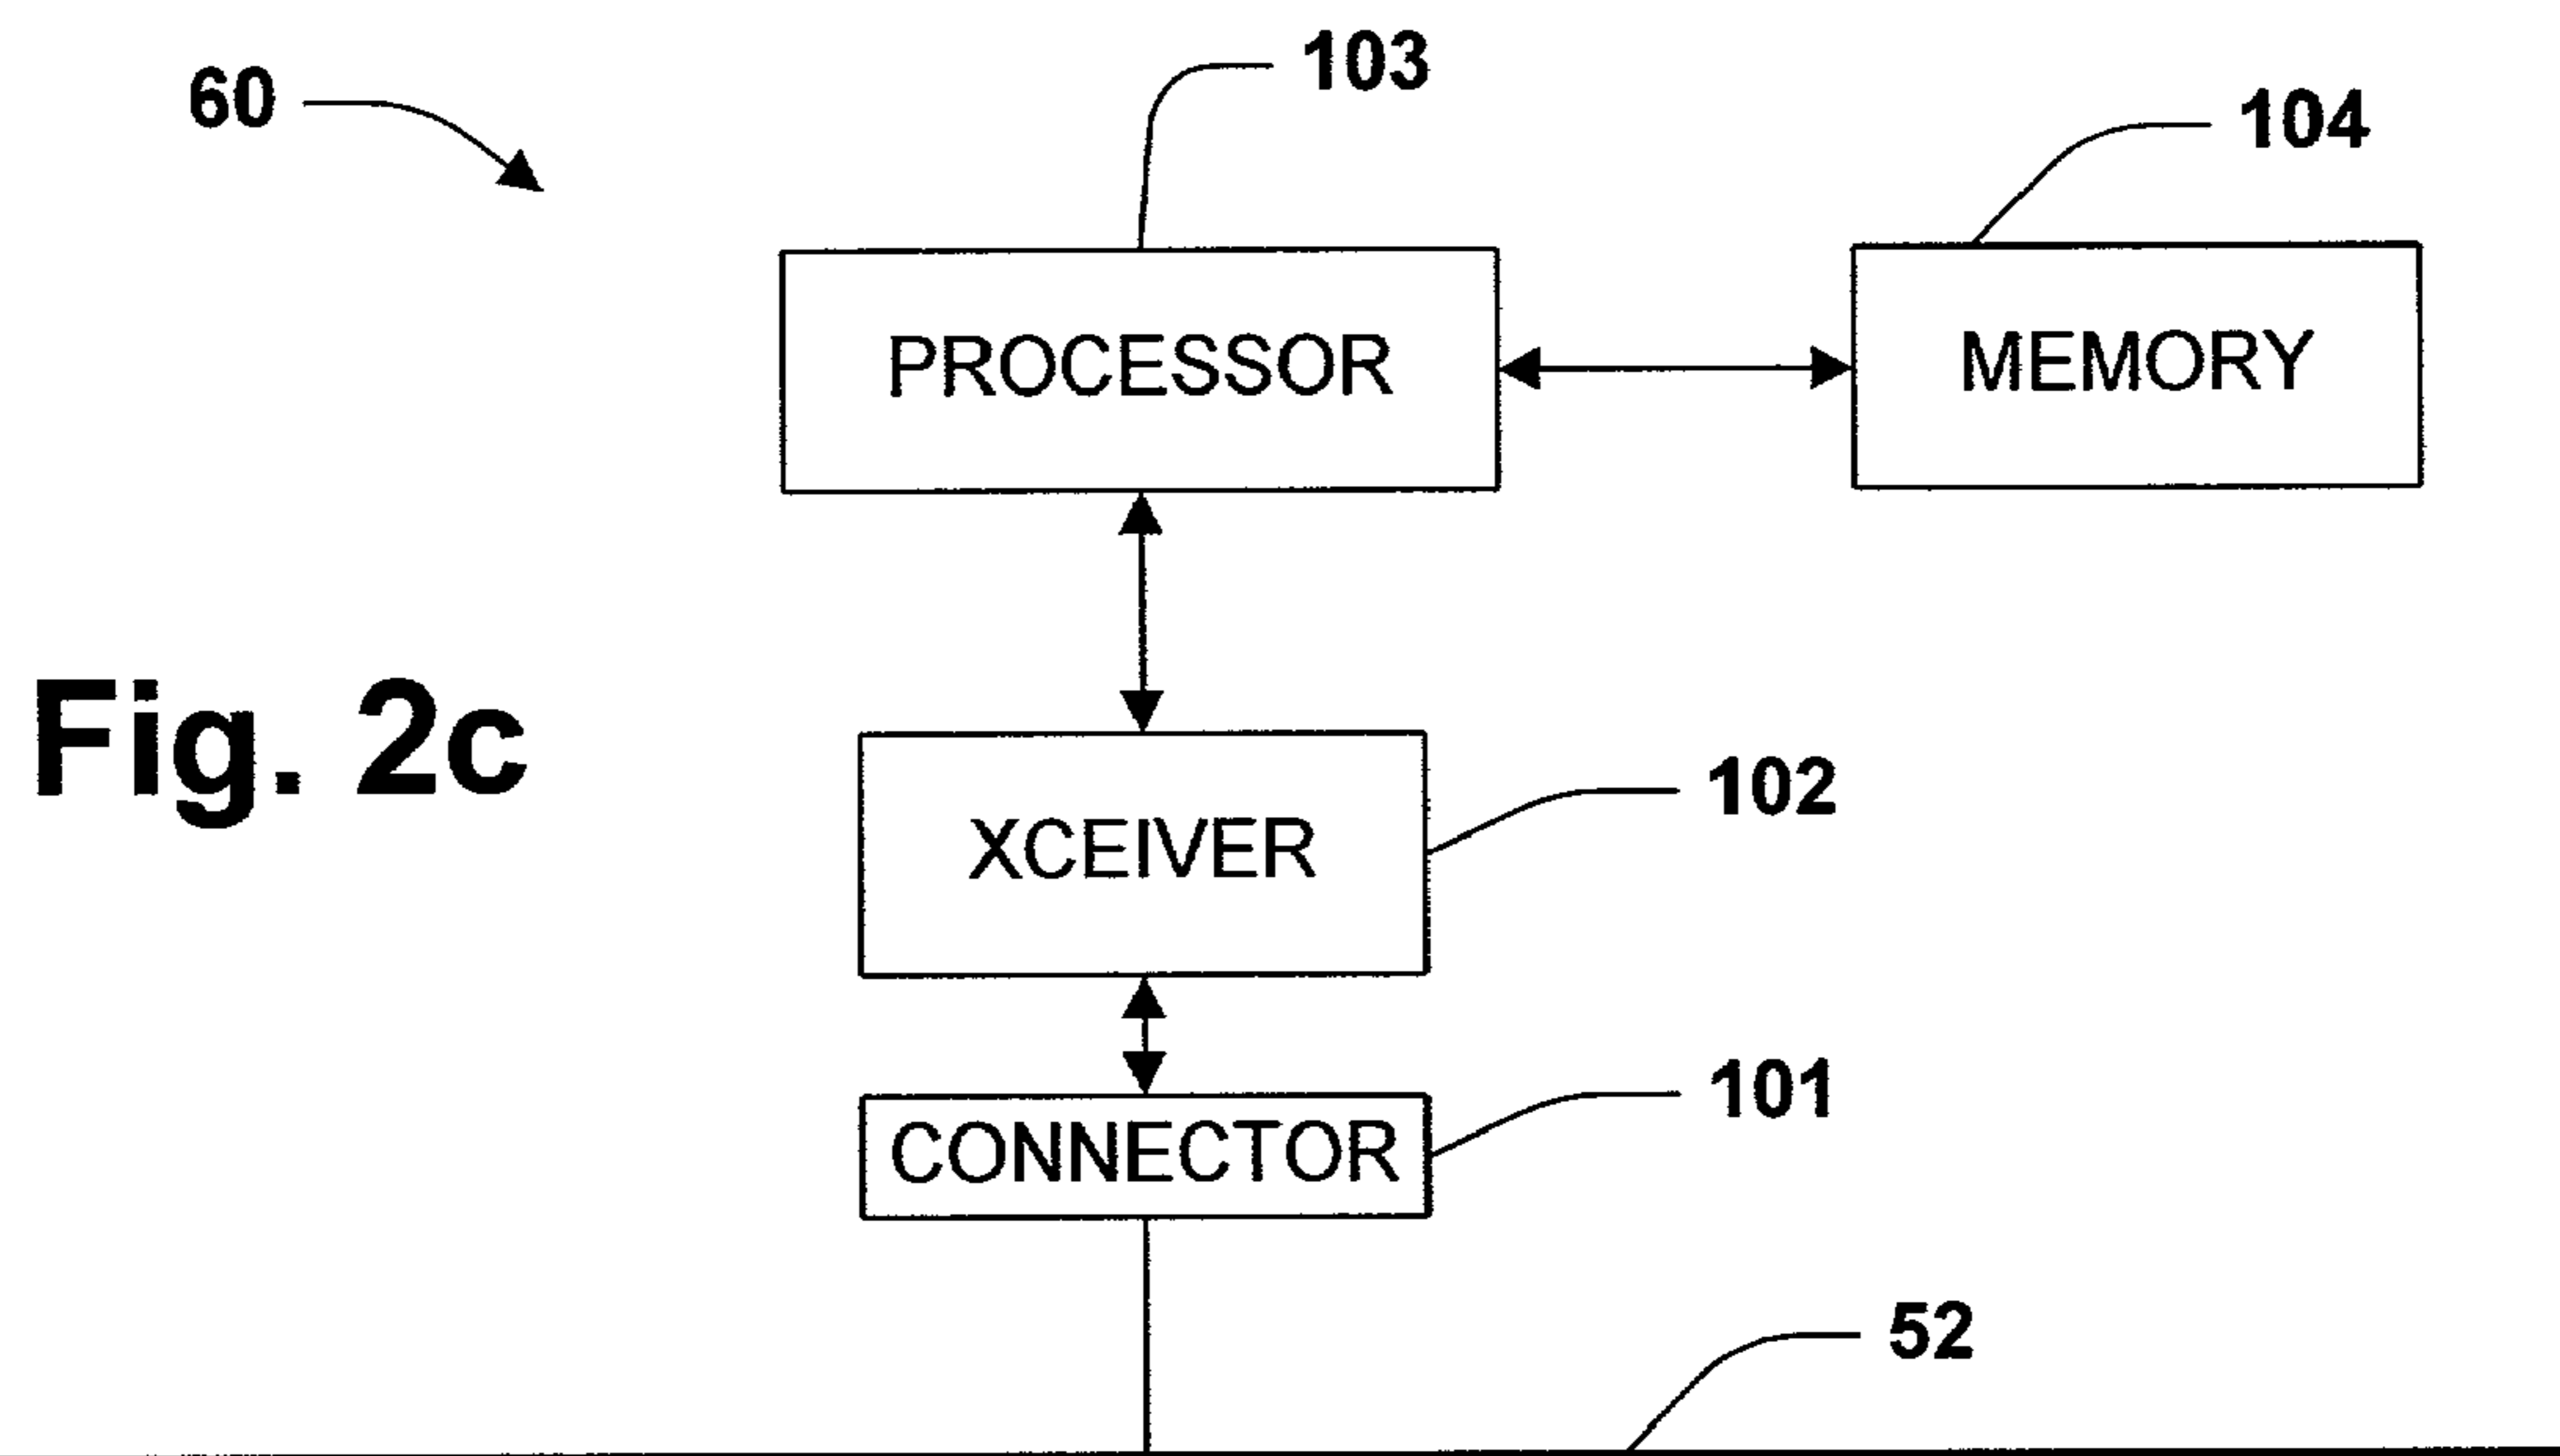 103
60
104
PROCESSOR
MEMORY
Fig. 2c
102
XCEIVER
101
CONNECTOR
52